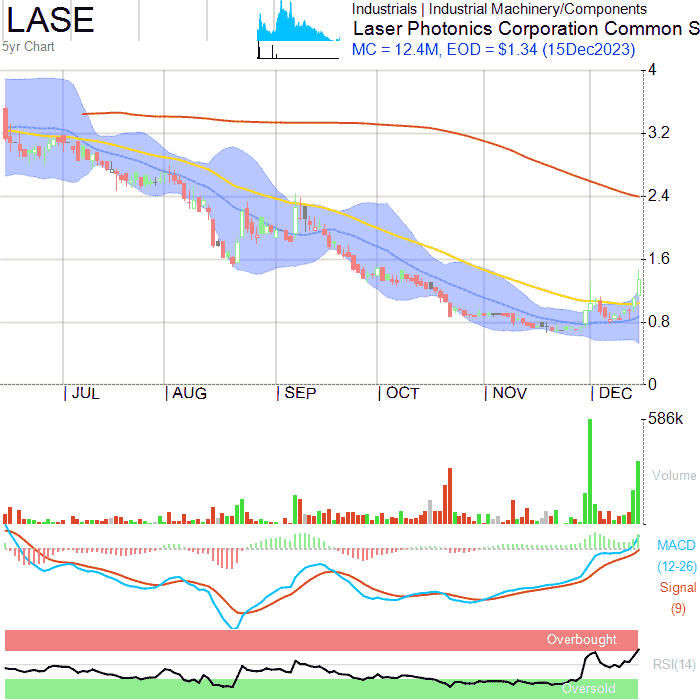 LASE
5yr Chart
Industrials | Industrial Machinery/Components
Laser Photonics Corporation Common S
MC = 12.4M, EOD = $1.34 (15Dec2023)
4
3.2
2.4
1.6
0.8
0
JUL
AUG
SEP
OCT
NOV
DEC
586k
Volume
MACD
(12-26)
Signal
(9)
Overbought
RSI(14)
Oversold